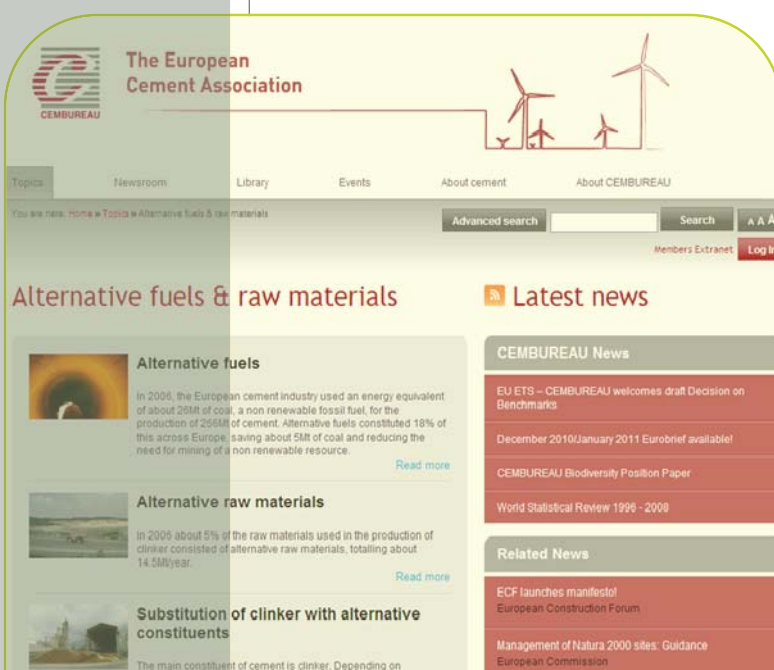 The European
Cement Association
CEMBUREAU
Topics Newsroom Library Events About cement About CEMBUREAU
You are here: Home » Topics » Alternative fuels & raw materials
Advanced search Search A A A
Members Extranet Log In
Alternative fuels & raw materials
Alternative fuels
In 2006, the European cement industry used an energy equivalent
of about 26Mt of coal, a non renewable fossil fuel, for the
production of 266Mt of cement. Alternative fuels constituted 18% of
this across Europe, saving about 5Mt of coal and reducing the
need for mining of a non renewable resource.
Read more
Alternative raw materials
In 2005 about 5% of the raw materials used in the production of
clinker consisted of alternative raw materials, totalling about
14.5Mt/year.
Read more
Substitution of clinker with alternative
constituents
The main constituent of cement is clinker. Depending on
Latest news
CEMBUREAU News
EU ETS – CEMBUREAU welcomes draft Decision on
Benchmarks
December 2010/January 2011 Eurobrief available!
CEMBUREAU Biodiversity Position Paper
World Statistical Review 1996 - 2008
Related News
ECF launches manifesto!
European Construction Forum
Management of Natura 2000 sites: Guidance
European Commission